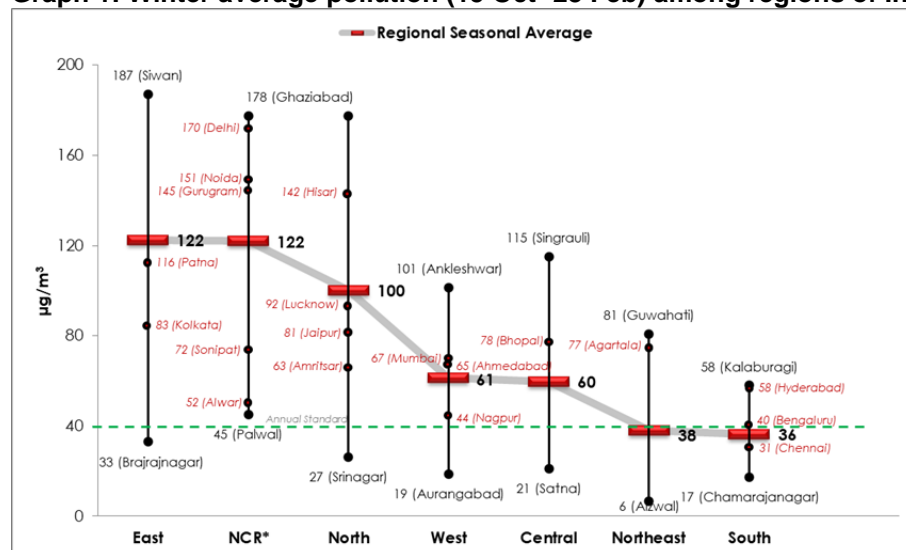 Regional Seasonal Average
µg/m³
200
160
120
80
40
0
187 (Siwan)
122
116 (Patna)
83 (Kolkata)
33 (Brajrajnagar)
178 (Ghaziabad)
170 (Delhi)
151 (Noida)
145 (Gurugram)
122
72 (Sonipat)
52 (Alwar)
45 (Palwal)
Annual Standard
142 (Hisar)
100
92 (Lucknow)
81 (Jaipur)
63 (Amritsar)
27 (Srinagar)
101 (Ankleshwar)
67 (Mumbai)
65 (Ahmedabad)
61
44 (Nagpur)
19 (Aurangabad)
115 (Singrauli)
78 (Bhopal)
60
21 (Satna)
81 (Guwahati)
77 (Agartala)
38
6 (Aizwal)
58 (Kalaburagi)
58 (Hyderabad)
40 (Bengaluru)
36
31 (Chennai)
17 (Chamarajanagar)
East NCR* North West Central Northeast South